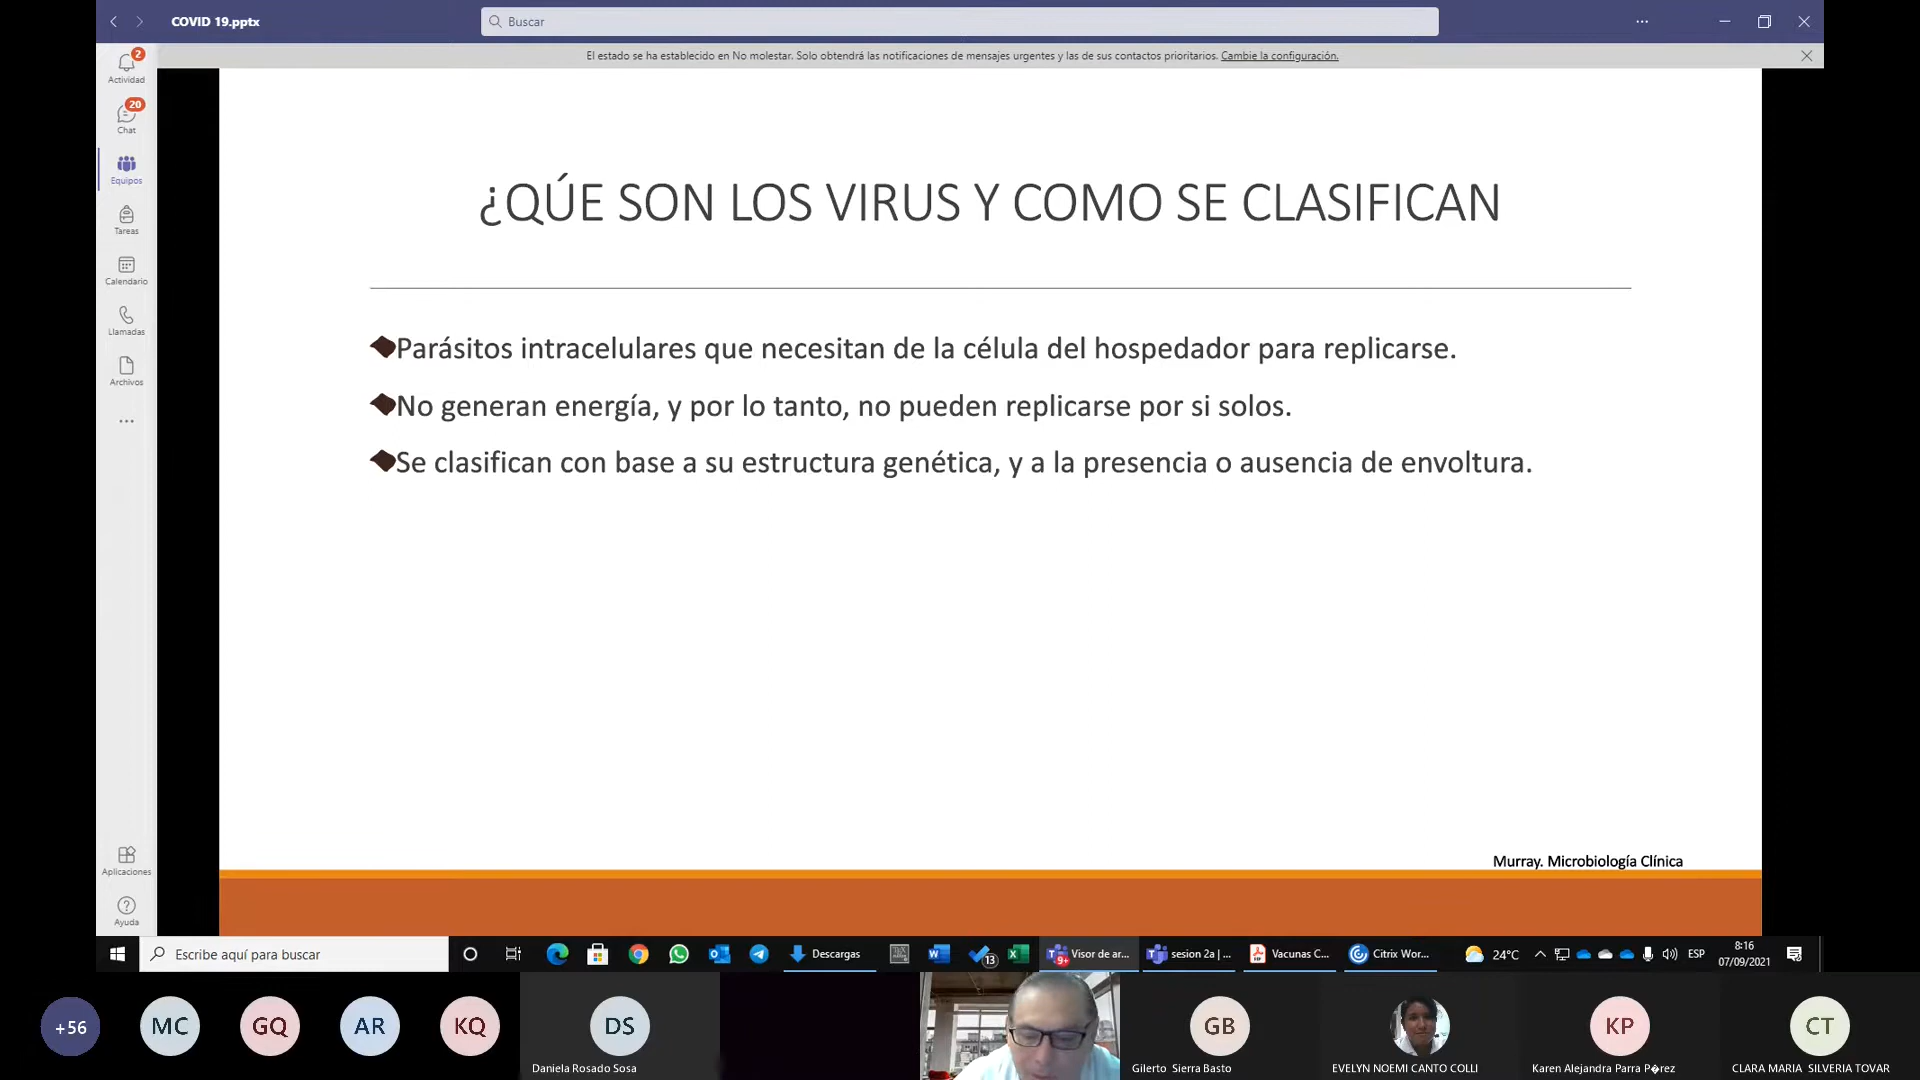 COVID 19.pptx
Buscar
El estado se ha establecido en No molestar. Solo obtendrá las notificaciones de mensajes urgentes y las de sus contactos prioritarios. Cambie la configuración.
2
Actividad
20
Chat
Equipos
Tareas
Calendario
Llamadas
Archivos
Aplicaciones
Ayuda
¿QÚE SON LOS VIRUS Y COMO SE CLASIFICAN
Parásitos intracelulares que necesitan de la célula del hospedador para replicarse.
No generan energía, y por lo tanto, no pueden replicarse por si solos.
Se clasifican con base a su estructura genética, y a la presencia o ausencia de envoltura.
Murray. Microbiología Clínica
Escribe aquí para buscar
Descargas
13
9+
Visor de ar...
sesion 2a | ...
Vacunas C...
Citrix Wor...
24°C
ESP
8:16
07/09/2021
+56
MC
GQ
AR
KQ
DS
GB
KP
CT
Daniela Rosado Sosa
Gilerto Sierra Basto
EVELYN NOEMI CANTO COLLI
Karen Alejandra Parra P�rez
CLARA MARIA SILVERIA TOVAR